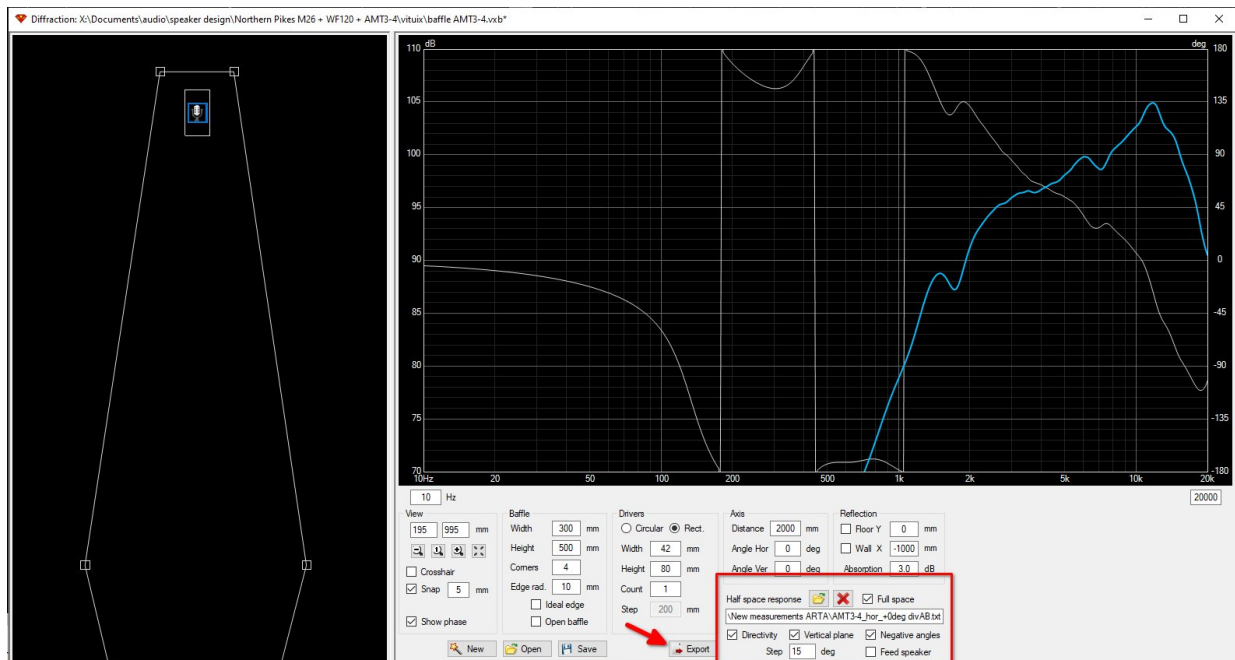 Diffraction: X:\Documents\audio\speaker design\Northern Pikes M26 + WF120 + AMT3-4\vituix\baffle AMT3-4.vxb*
dB
deg
110
105
100
95
90
85
80
75
70
180
135
90
45
0
-45
-90
-135
-180
10Hz
20
50
100
200
500
1k
2k
5k
10k
20k
10 Hz
20000
View
195 995 mm
Crosshair
Snap 5 mm
Show phase
Baffle
Width 300 mm
Height 500 mm
Corners 4
Edge rad. 10 mm
Ideal edge
Open baffle
Drivers
Circular Rect.
Width 42 mm
Height 80 mm
Count 1
Step 200 mm
Axis
Distance 2000 mm
Angle Hor 0 deg
Angle Ver 0 deg
Reflection
Floor Y 0 mm
Wall X -1000 mm
Absorption 3.0 dB
Half space response Full space
\New measurements ARTA\AMT3-4_hor_+0deg divAB.txt
Directivity Vertical plane Negative angles
Step 15 deg Feed speaker
New Open Save Export